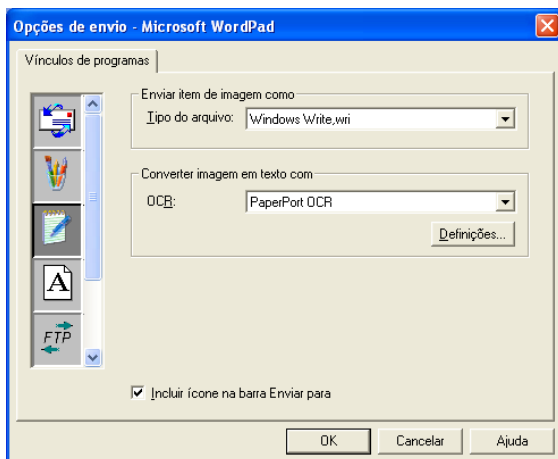 Opções de envio - Microsoft WordPad
Vínculos de programas
Enviar item de imagem como
Tipo do arquivo: Windows Write,wri
Converter imagem em texto com
OCR: PaperPort OCR
Definições...
A
FTP
Incluir ícone na barra Enviar para
OK Cancelar Ajuda